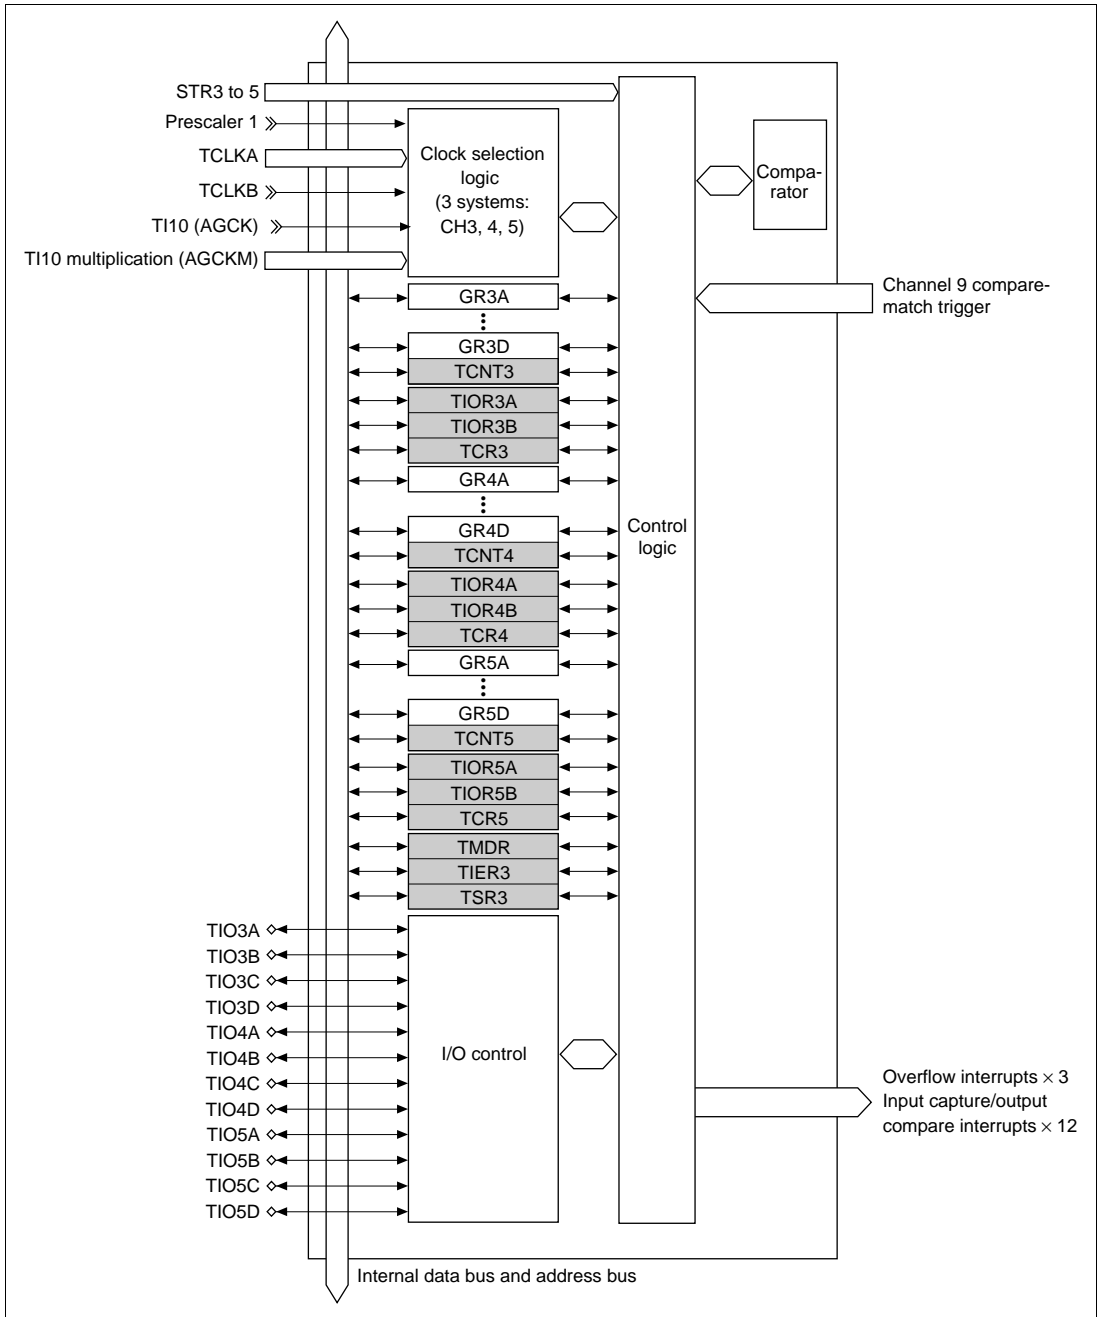 STR3 to 5
Prescaler 1
TCLKA
TCLKB
TI10 (AGCK)
TI10 multiplication (AGCKM)
Clock selection
logic
(3 systems:
CH3, 4, 5)
Compa-
rator
Channel 9 compare-
match trigger
GR3A
GR3D
TCNT3
TIOR3A
TIOR3B
TCR3
GR4A
GR4D
TCNT4
TIOR4A
TIOR4B
TCR4
GR5A
GR5D
TCNT5
TIOR5A
TIOR5B
TCR5
TMDR
TIER3
TSR3
Control
logic
TIO3A
TIO3B
TIO3C
TIO3D
TIO4A
TIO4B
TIO4C
TIO4D
TIO5A
TIO5B
TIO5C
TIO5D
I/O control
Overflow interrupts × 3
Input capture/output
compare interrupts × 12
Internal data bus and address bus